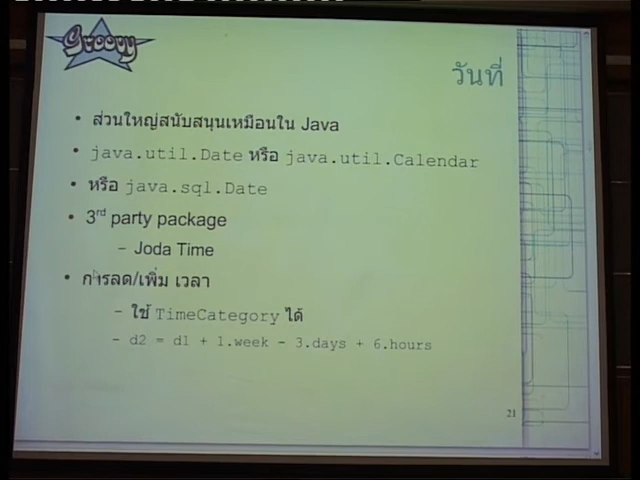 Groovy
วันที่
• ส่วนใหญ่สนับสนุนเหมือนใน Java
• java.util.Date หรือ java.util.Calendar
• หรือ java.sql.Date
• 3rd party package
– Joda Time
• การลด/เพิ่ม เวลา
– ใช้ TimeCategory ได้
– d2 = d1 + 1.week - 3.days + 6.hours
21